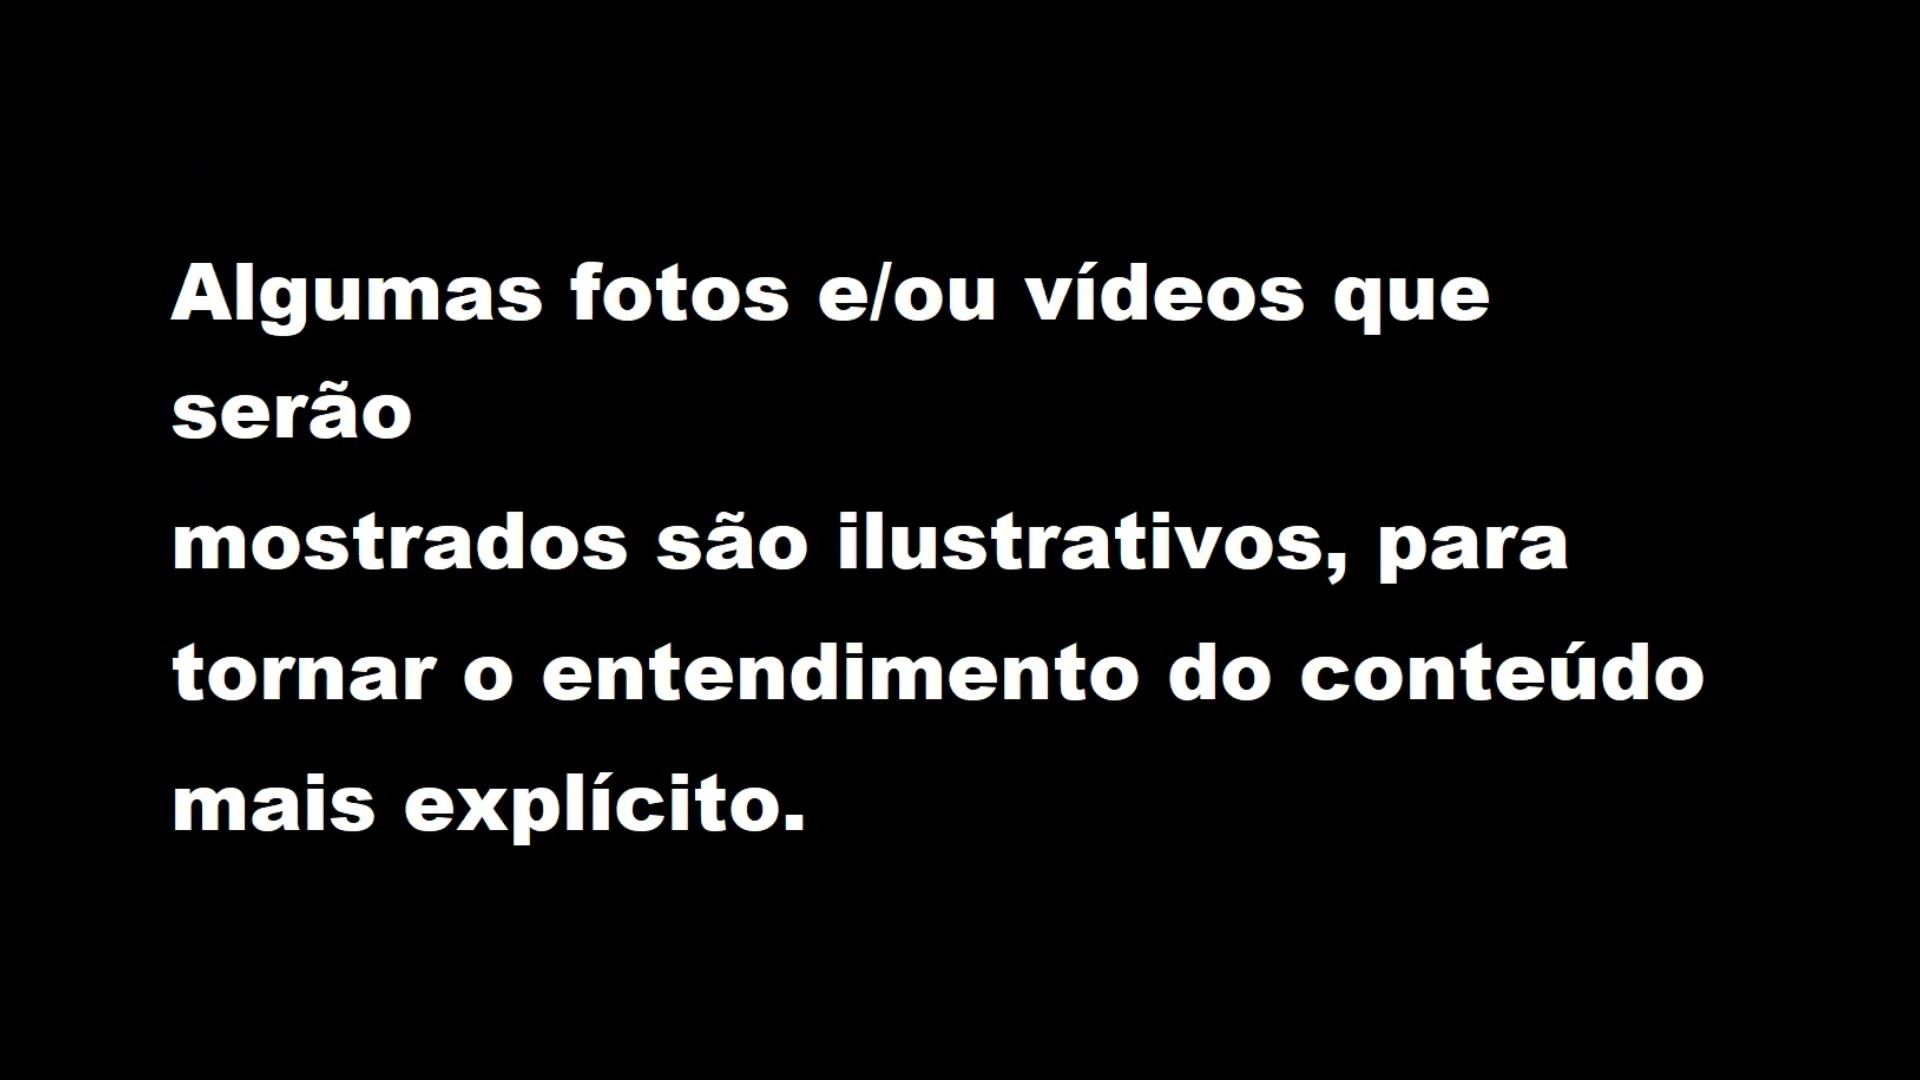 Algumas fotos e/ou vídeos que
serão
mostrados são ilustrativos, para
tornar o entendimento do conteúdo
mais explícito.